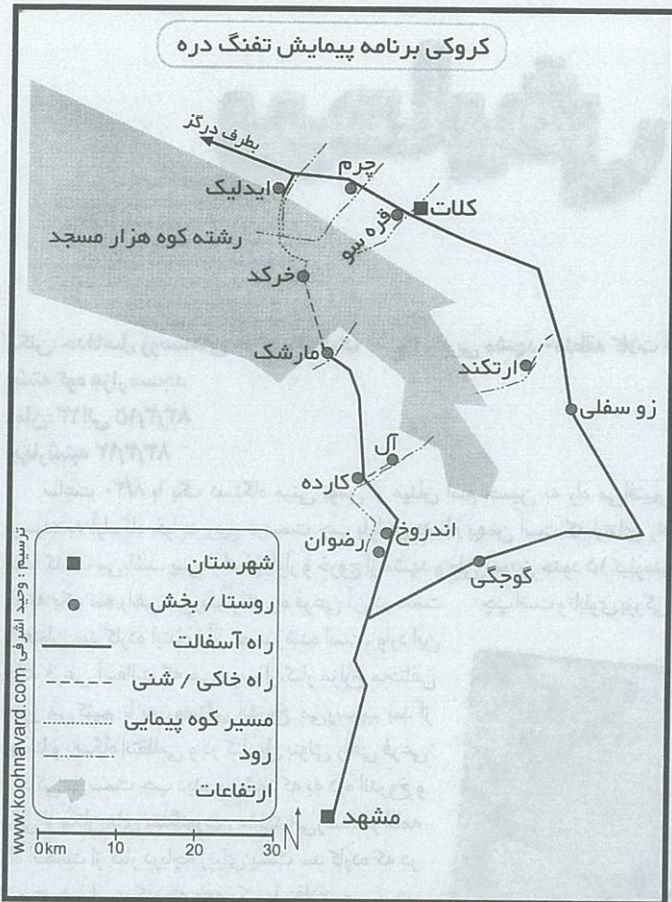 کروکی برنامه پیمایش تفنگ دره
بطرف درگز
چرم
ایدلیک
کلات
قره سو
رشته کوه هزار مسجد
خرکد
مارشک
ارتکند
زو سفلی
آل
کارده
اندروخ
رضوان
گوجگی
شهرستان
روستا / بخش
راه آسفالت
راه خاکی / شنی
مسیر کوه پیمایی
رود
ارتفاعات
مشهد
0km 10 20 30
N
ترسیم : وحید اشرفی www.koohnavard.com